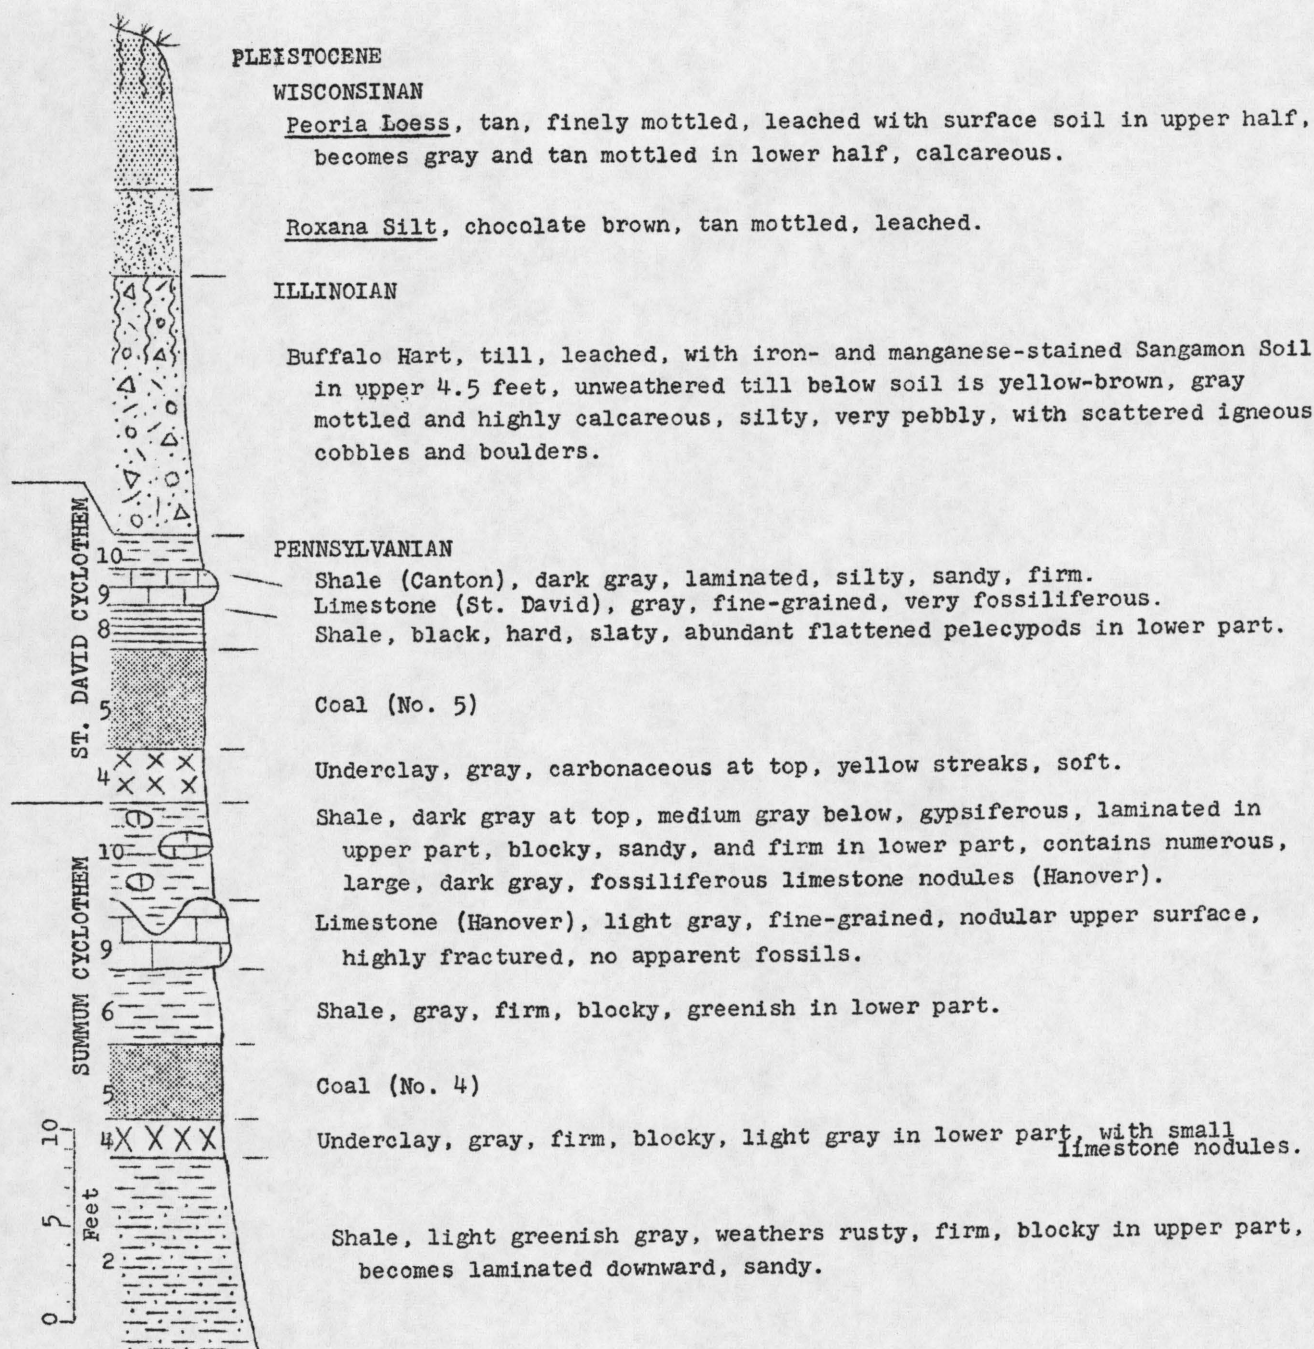 PLEISTOCENE
WISCONSINAN
Peoria Loess, tan, finely mottled, leached with surface soil in upper half,
becomes gray and tan mottled in lower half, calcareous.
Roxana Silt, chocolate brown, tan mottled, leached.
ILLINOIAN
Buffalo Hart, till, leached, with iron- and manganese-stained Sangamon Soil
in upper 4.5 feet, unweathered till below soil is yellow-brown, gray
mottled and highly calcareous, silty, very pebbly, with scattered igneous
cobbles and boulders.
ST. DAVID CYCLOTHEM
PENNSYLVANIAN
10
Shale (Canton), dark gray, laminated, silty, sandy, firm.
9
Limestone (St. David), gray, fine-grained, very fossiliferous.
8
Shale, black, hard, slaty, abundant flattened pelecypods in lower part.
5
Coal (No. 5)
4
Underclay, gray, carbonaceous at top, yellow streaks, soft.
SUMMUM CYCLOTHEM
10
Shale, dark gray at top, medium gray below, gypsiferous, laminated in
upper part, blocky, sandy, and firm in lower part, contains numerous,
large, dark gray, fossiliferous limestone nodules (Hanover).
9
Limestone (Hanover), light gray, fine-grained, nodular upper surface,
highly fractured, no apparent fossils.
6
Shale, gray, firm, blocky, greenish in lower part.
5
Coal (No. 4)
4
Underclay, gray, firm, blocky, light gray in lower part, with small
limestone nodules.
2
Shale, light greenish gray, weathers rusty, firm, blocky in upper part,
becomes laminated downward, sandy.
10
5
0
Feet